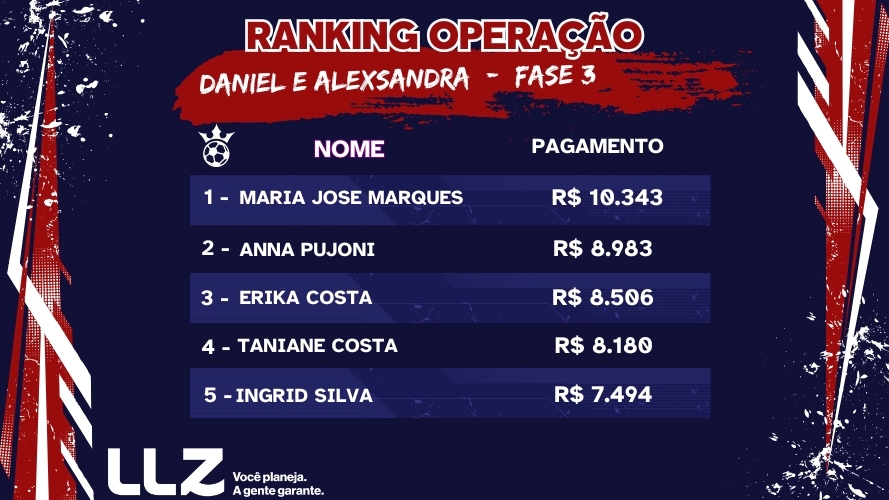 RANKING OPERAÇÃO
DANIEL E ALEXSANDRA - FASE 3
NOME PAGAMENTO
1 - MARIA JOSE MARQUES R$ 10.343
2 - ANNA PUJONI R$ 8.983
3 - ERIKA COSTA R$ 8.506
4 - TANIANE COSTA R$ 8.180
5 - INGRID SILVA R$ 7.494
LLZ
Você planeja.
A gente garante.